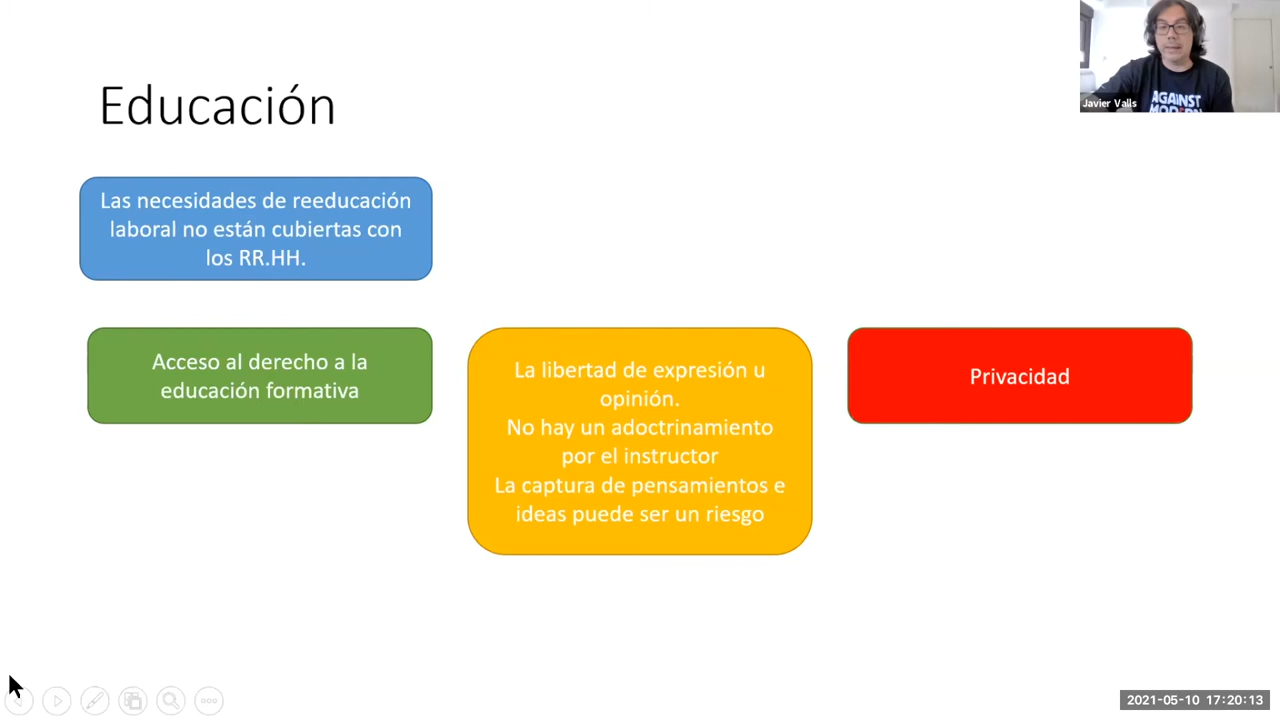 Educación
Las necesidades de reeducación
laboral no están cubiertas con
los RR.HH.
Acceso al derecho a la
educación formativa
La libertad de expresión u
opinión.
No hay un adoctrinamiento
por el instructor
La captura de pensamientos e
ideas puede ser un riesgo
Privacidad
AGAINST
MODERN
Javier Valls
2021-05-10 17:20:13